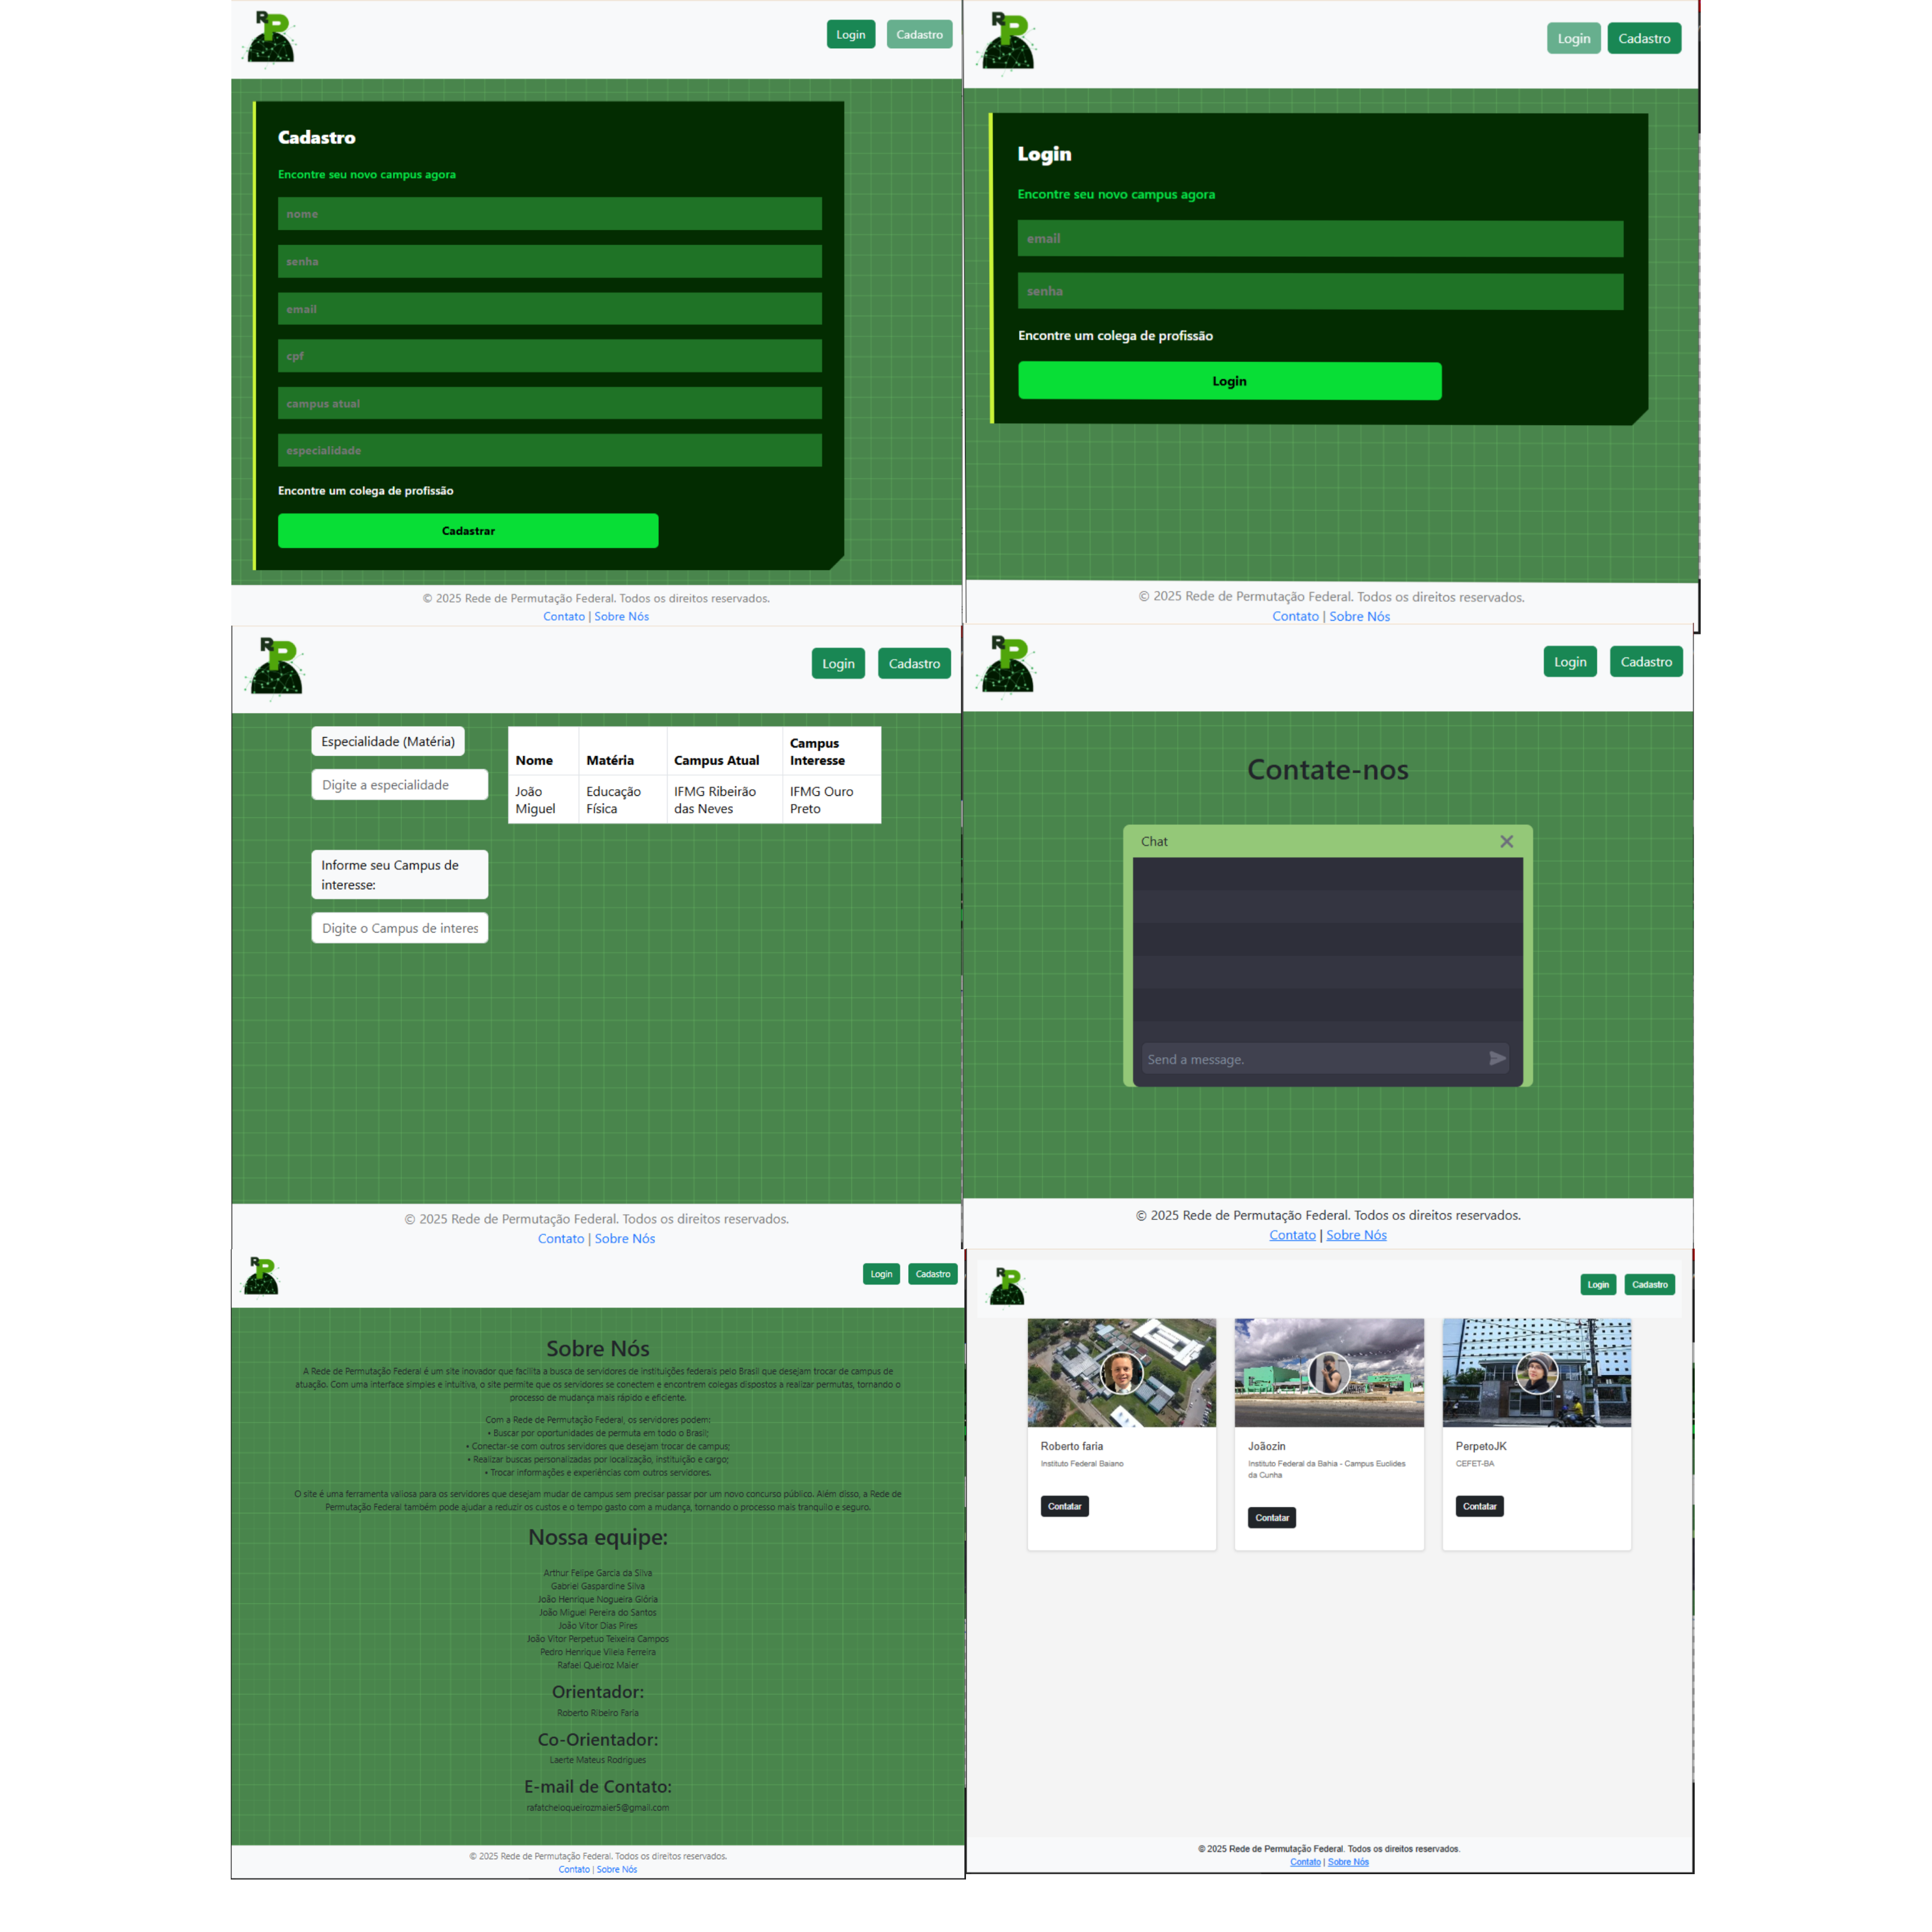 RP
Login
Cadastro
Cadastro
Encontre seu novo campus agora
nome
senha
email
cpf
campus atual
especialidade
Encontre um colega de profissão
Cadastrar
© 2025 Rede de Permutação Federal. Todos os direitos reservados.
Contato | Sobre Nós
RP
Login
Cadastro
Login
Encontre seu novo campus agora
email
senha
Encontre um colega de profissão
Login
© 2025 Rede de Permutação Federal. Todos os direitos reservados.
Contato | Sobre Nós
RP
Login
Cadastro
Especialidade (Matéria)
Digite a especialidade
Informe seu Campus de
interesse:
Digite o Campus de interes
Nome
Matéria
Campus Atual
Campus
Interesse
João
Miguel
Educação
Física
IFMG Ribeirão
das Neves
IFMG Ouro
Preto
© 2025 Rede de Permutação Federal. Todos os direitos reservados.
Contato | Sobre Nós
RP
Login
Cadastro
Contate-nos
Chat
Send a message.
© 2025 Rede de Permutação Federal. Todos os direitos reservados.
Contato | Sobre Nós
RP
Login
Cadastro
Sobre Nós
A Rede de Permutação Federal é um site inovador que facilita a busca de servidores de instituições federais pelo Brasil que desejam trocar de campus de
atuação. Com uma interface simples e intuitiva, o site permite que os servidores se conectem e encontrem colegas dispostos a realizar permutas, tornando o
processo de mudança mais rápido e eficiente.
Com a Rede de Permutação Federal, os servidores podem:
• Buscar por oportunidades de permuta em todo o Brasil;
• Conectar-se com outros servidores que desejam trocar de campus;
• Realizar buscas personalizadas por localização, instituição e cargo;
• Trocar informações e experiências com outros servidores.
O site é uma ferramenta valiosa para os servidores que desejam mudar de campus sem precisar passar por um novo concurso público. Além disso, a Rede de
Permutação Federal também pode ajudar a reduzir os custos e o tempo gasto com a mudança, tornando o processo mais tranquilo e seguro.
Nossa equipe:
Arthur Felipe Garcia da Silva
Gabriel Gaspardine Silva
João Henrique Nogueira Glória
João Miguel Pereira do Santos
João Vitor Dias Pires
João Vitor Perpetuo Teixeira Campos
Pedro Henrique Vilela Ferreira
Rafael Queiroz Maier
Orientador:
Roberto Ribeiro Faria
Co-Orientador:
Laerte Mateus Rodrigues
E-mail de Contato:
rafatcheloqueirozmaier5@gmail.com
© 2025 Rede de Permutação Federal. Todos os direitos reservados.
Contato | Sobre Nós
RP
Login
Cadastro
Roberto faria
Instituto Federal Baiano
Contatar
Joãozin
Instituto Federal da Bahia - Campus Euclides
da Cunha
Contatar
PerpetoJK
CEFET-BA
Contatar
© 2025 Rede de Permutação Federal. Todos os direitos reservados.
Contato | Sobre Nós